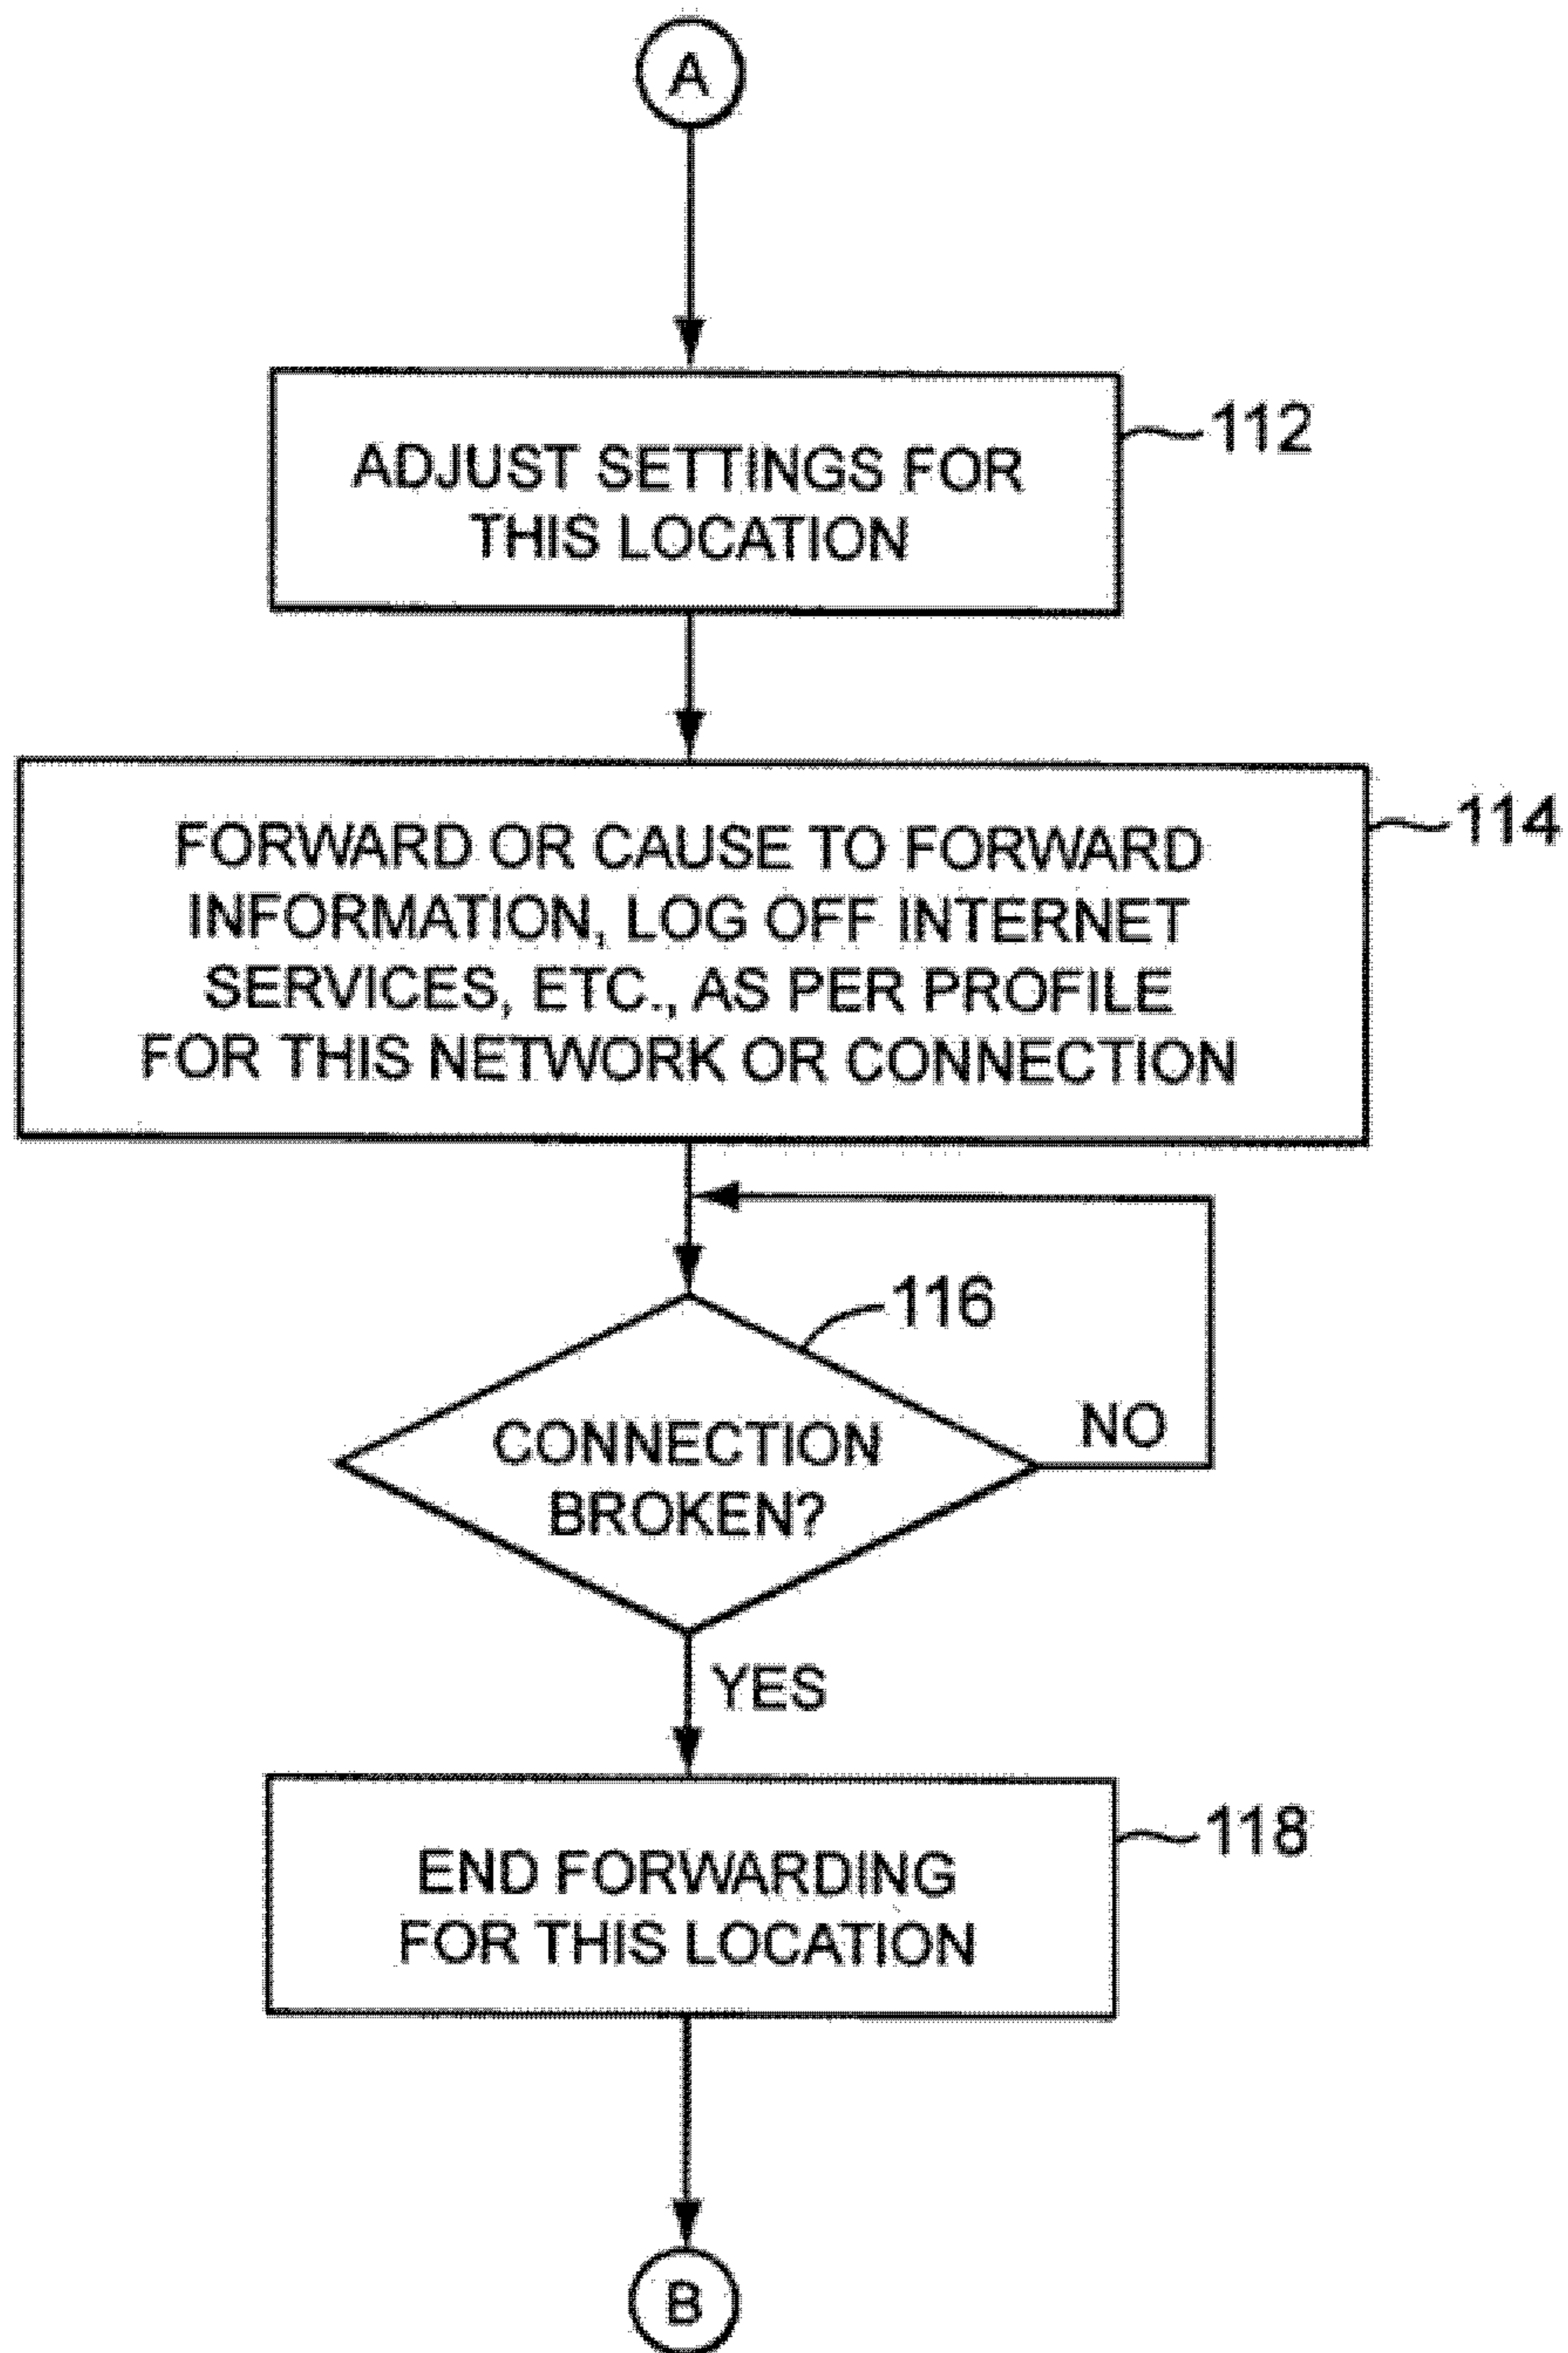 A
112
ADJUST SETTINGS FOR
THIS LOCATION
114
FORWARD OR CAUSE TO FORWARD
INFORMATION, LOG OFF INTERNET
SERVICES, ETC., AS PER PROFILE
FOR THIS NETWORK OR CONNECTION
116
NO
CONNECTION
BROKEN?
YES
118
END FORWARDING
FOR THIS LOCATION
B